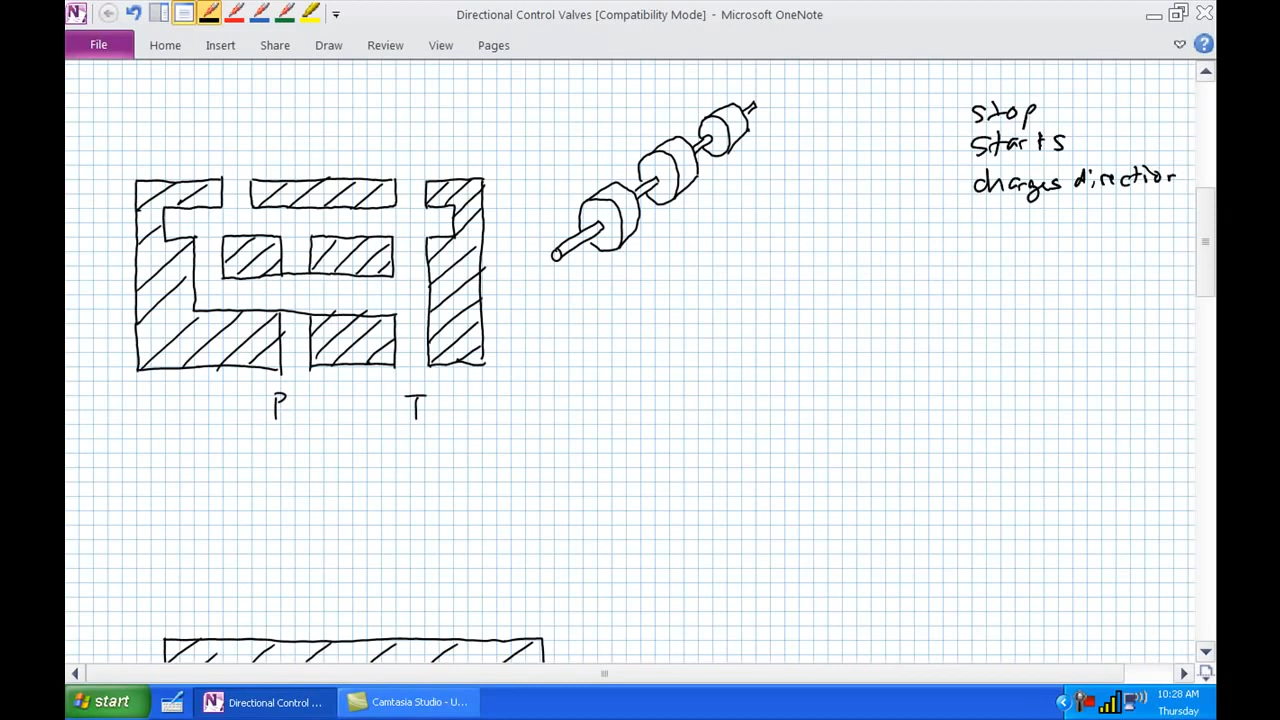 Directional Control Valves [Compatibility Mode] - Microsoft OneNote
File Home Insert Share Draw Review View Pages
stop
starts
charges direction
P T
start Directional Control ... Camtasia Studio - U... 10:28 AM
Thursday